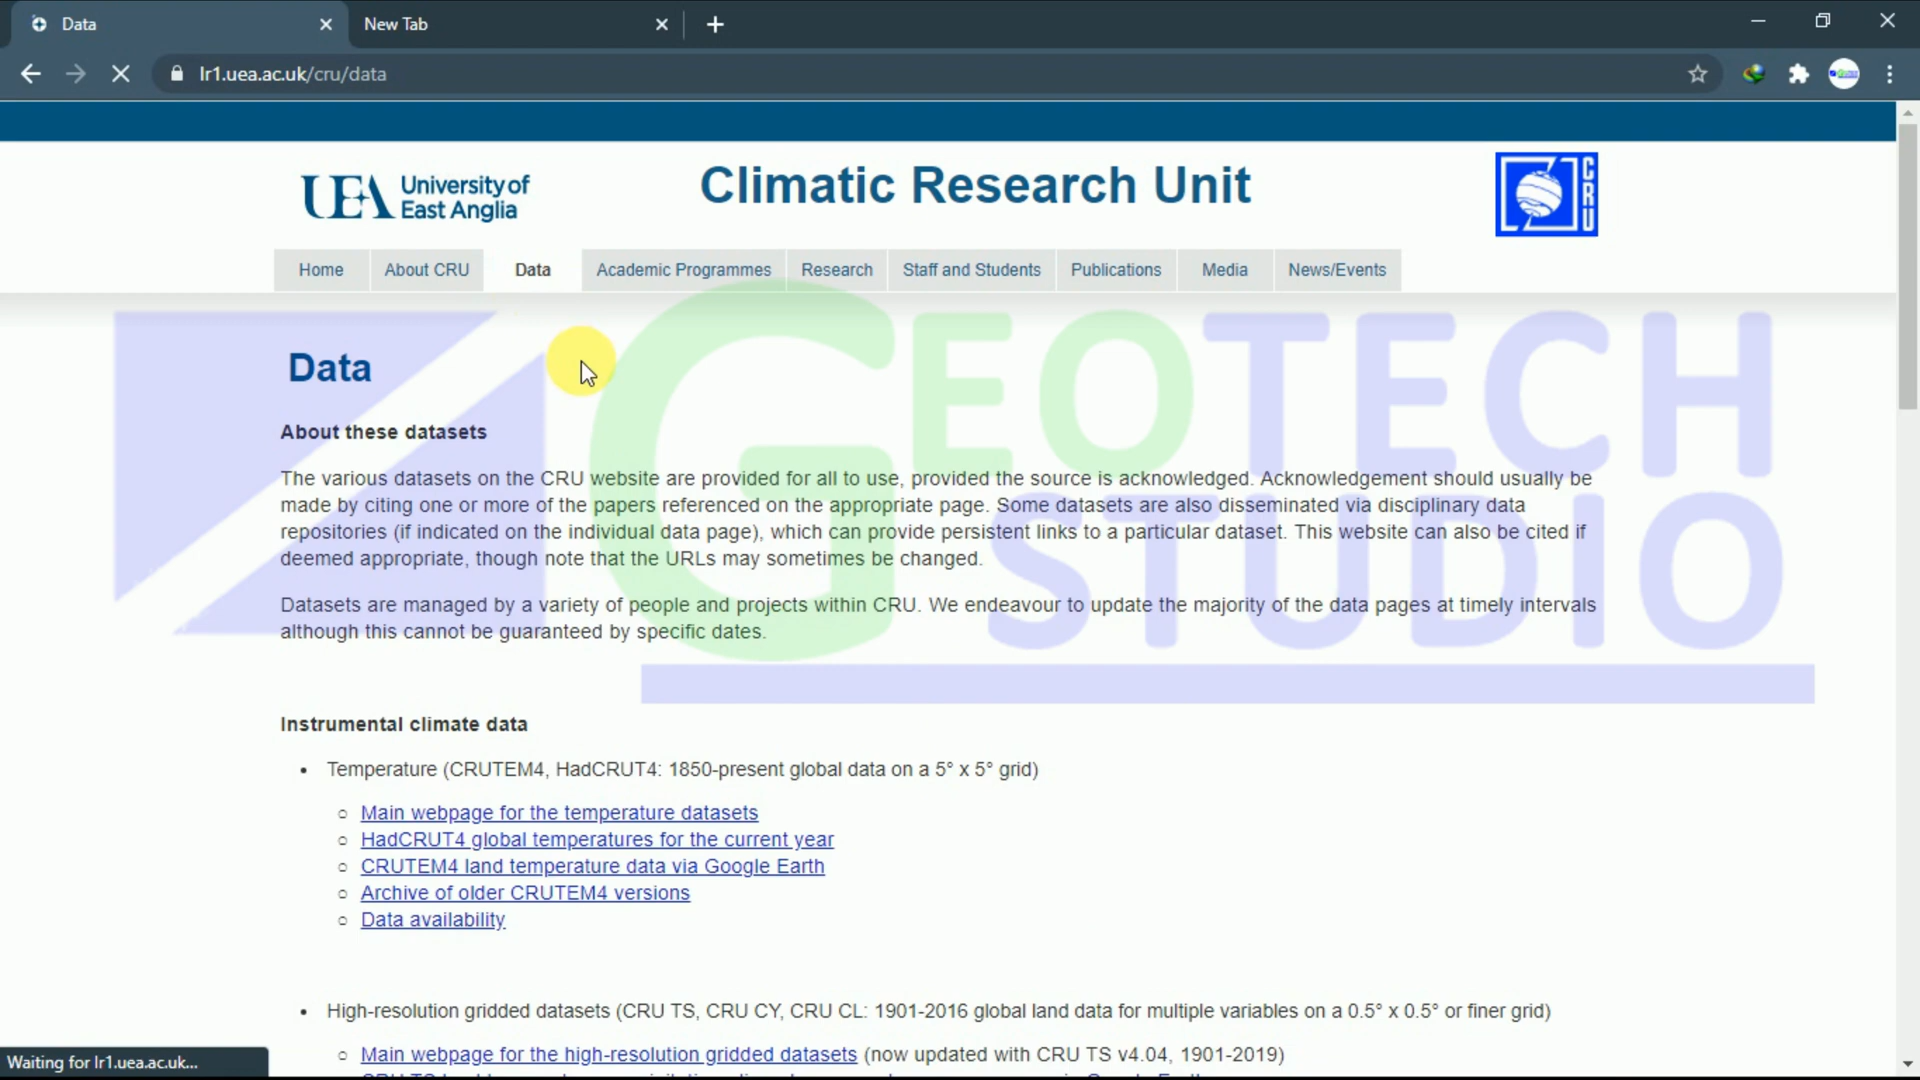 Data
New Tab
lr1.uea.ac.uk/cru/data
UEA University of
East Anglia
Climatic Research Unit
CRU
Home About CRU Data Academic Programmes Research Staff and Students Publications Media News/Events
GEOTECH
STUDIO
Data
About these datasets
The various datasets on the CRU website are provided for all to use, provided the source is acknowledged. Acknowledgement should usually be
made by citing one or more of the papers referenced on the appropriate page. Some datasets are also disseminated via disciplinary data
repositories (if indicated on the individual data page), which can provide persistent links to a particular dataset. This website can also be cited if
deemed appropriate, though note that the URLs may sometimes be changed.
Datasets are managed by a variety of people and projects within CRU. We endeavour to update the majority of the data pages at timely intervals
although this cannot be guaranteed by specific dates.
Instrumental climate data
• Temperature (CRUTEM4, HadCRUT4: 1850-present global data on a 5° x 5° grid)
○ Main webpage for the temperature datasets
○ HadCRUT4 global temperatures for the current year
○ CRUTEM4 land temperature data via Google Earth
○ Archive of older CRUTEM4 versions
○ Data availability
• High-resolution gridded datasets (CRU TS, CRU CY, CRU CL: 1901-2016 global land data for multiple variables on a 0.5° x 0.5° or finer grid)
○ Main webpage for the high-resolution gridded datasets (now updated with CRU TS v4.04, 1901-2019)
Waiting for lr1.uea.ac.uk...